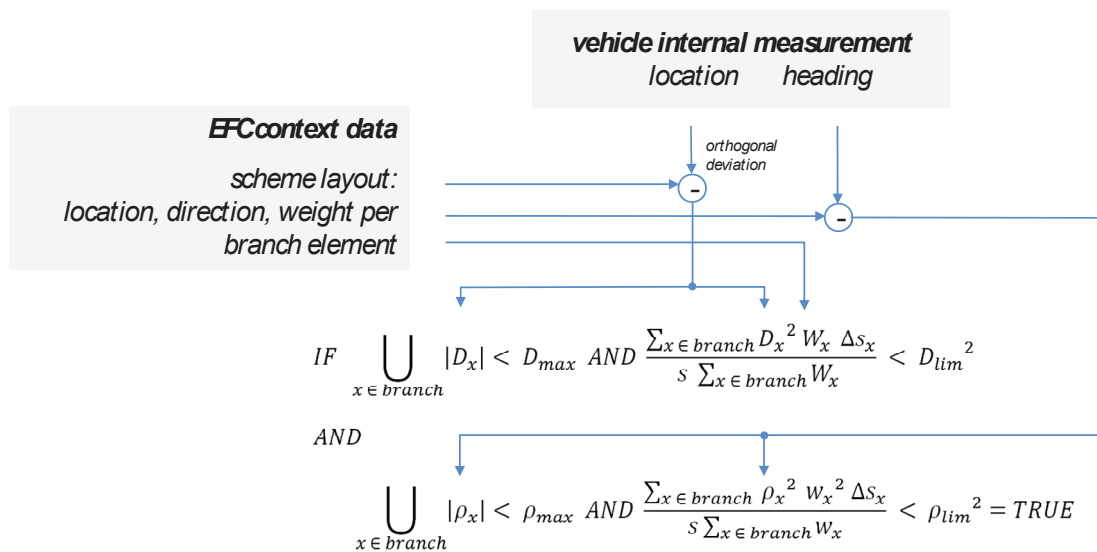 vehicle internal measurement
location heading
EFCcontext data
scheme layout:
location, direction, weight per
branch element
orthogonal
deviation
-
-
IF ⋃_{x ∈ branch} |D_x| < D_max AND \frac{∑_{x ∈ branch} D_x^2 W_x Δs_x}{s ∑_{x ∈ branch} W_x} < D_lim^2
AND
⋃_{x ∈ branch} |ρ_x| < ρ_max AND \frac{∑_{x ∈ branch} ρ_x^2 w_x^2 Δs_x}{s ∑_{x ∈ branch} w_x} < ρ_lim^2 = TRUE